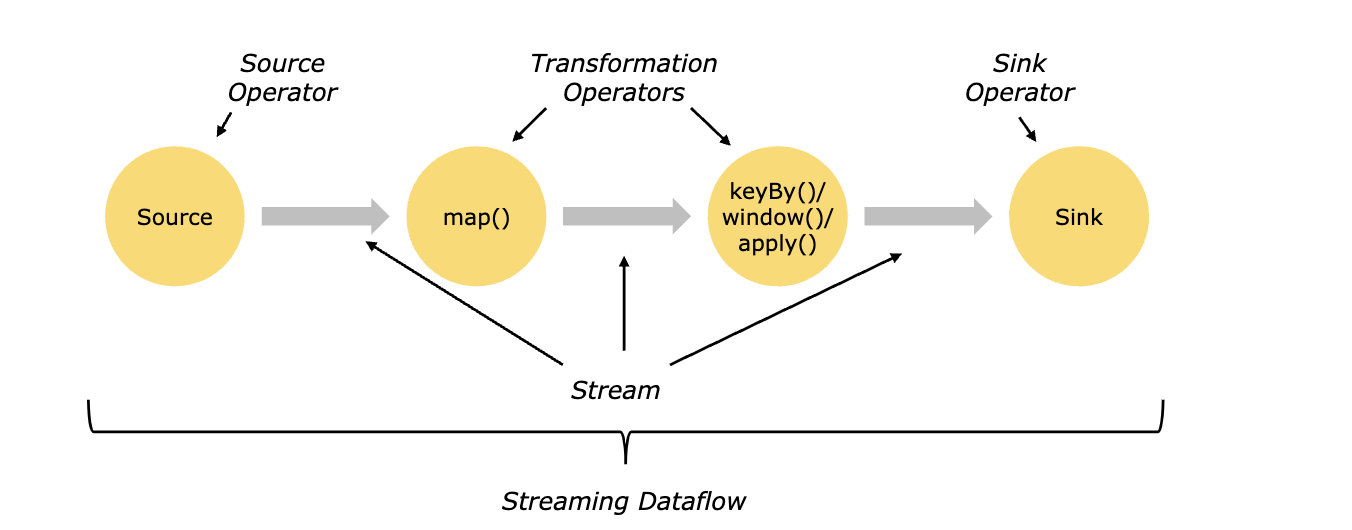 Source
Operator
Transformation
Operators
Sink
Operator
Source
map()
keyBy()/
window()/
apply()
Sink
Stream
Streaming Dataflow